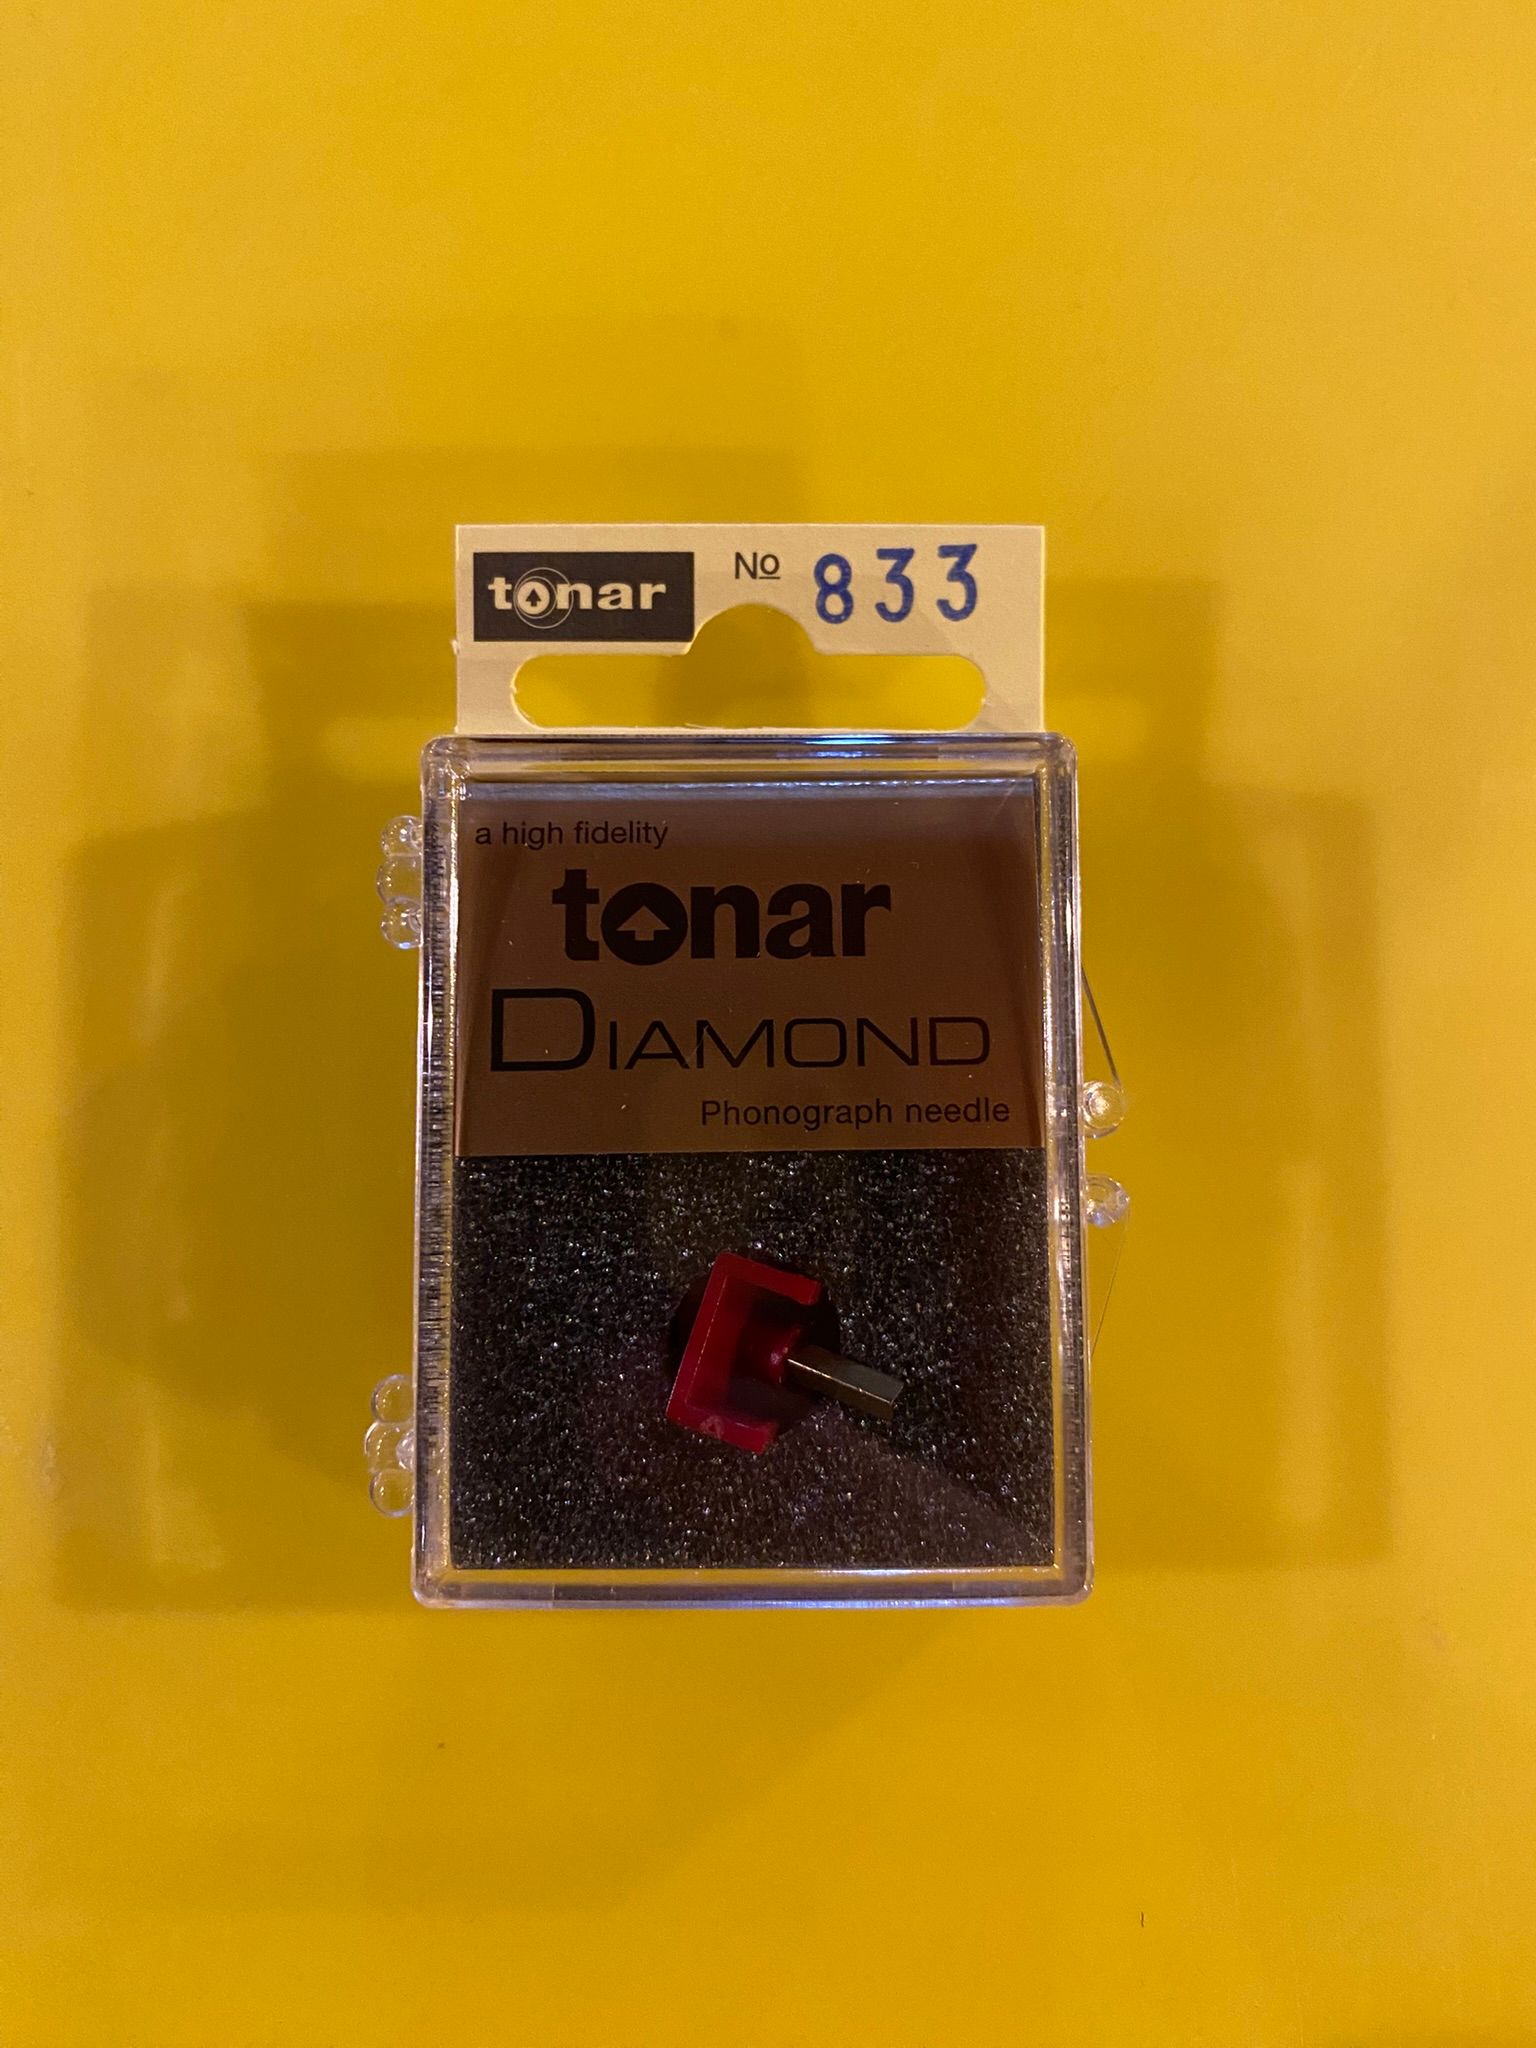 tonar № 833
a high fidelity
tonar
DIAMOND
Phonograph needle